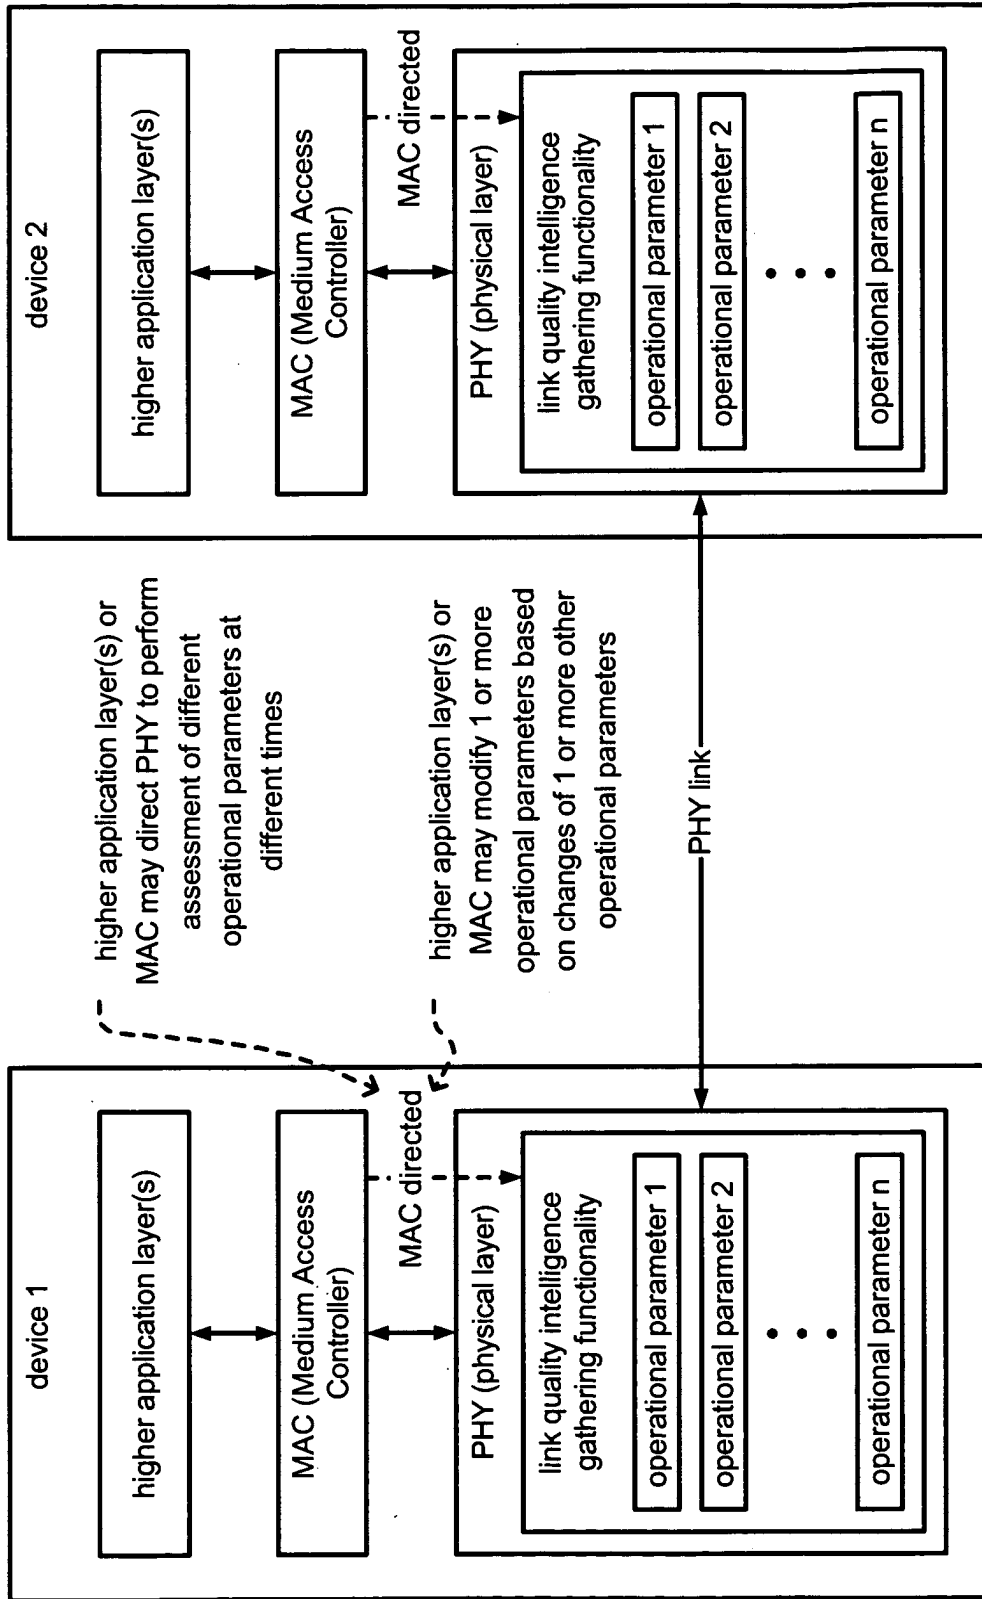 device 1
higher application layer(s)
MAC (Medium Access
Controller)
MAC directed
PHY (physical layer)
link quality intelligence
gathering functionality
operational parameter 1
operational parameter 2
operational parameter n
higher application layer(s) or
MAC may direct PHY to perform
assessment of different
operational parameters at
different times
higher application layer(s) or
MAC may modify 1 or more
operational parameters based
on changes of 1 or more other
operational parameters
PHY link
device 2
higher application layer(s)
MAC (Medium Access
Controller)
MAC directed
PHY (physical layer)
link quality intelligence
gathering functionality
operational parameter 1
operational parameter 2
operational parameter n